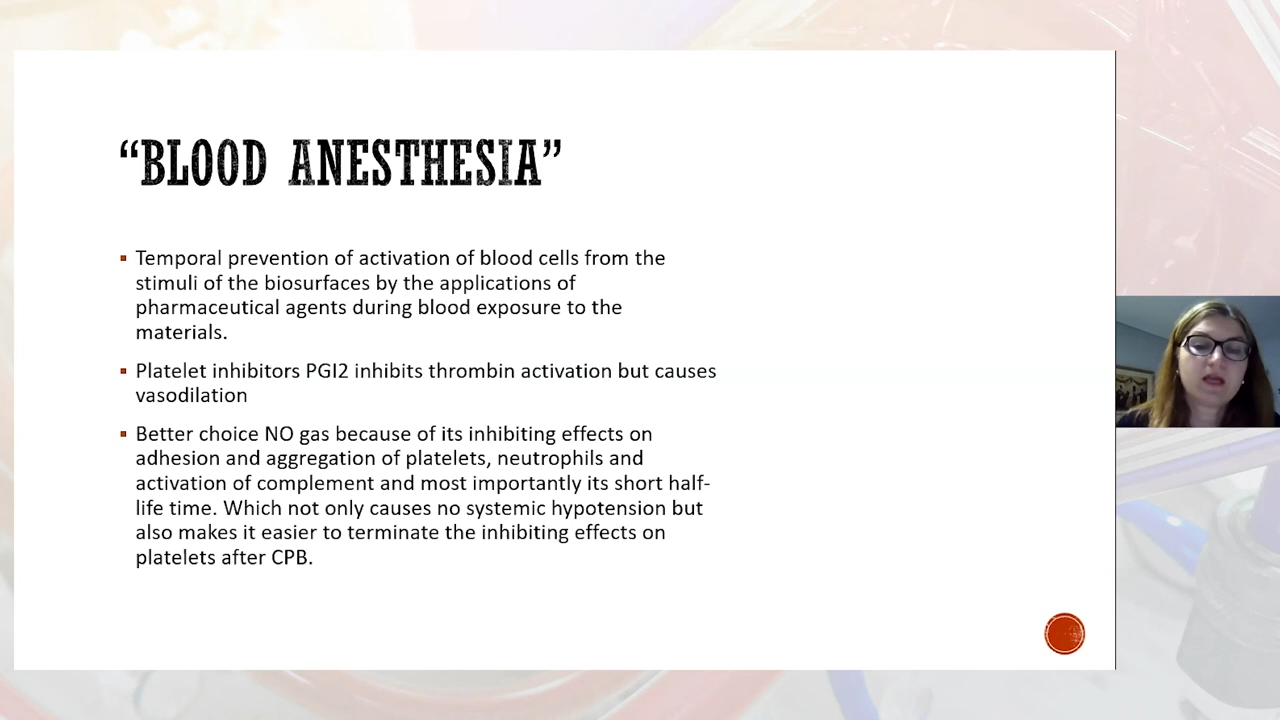 “BLOOD ANESTHESIA”
▪ Temporal prevention of activation of blood cells from the
stimuli of the biosurfaces by the applications of
pharmaceutical agents during blood exposure to the
materials.
▪ Platelet inhibitors PGI2 inhibits thrombin activation but causes
vasodilation
▪ Better choice NO gas because of its inhibiting effects on
adhesion and aggregation of platelets, neutrophils and
activation of complement and most importantly its short half-
life time. Which not only causes no systemic hypotension but
also makes it easier to terminate the inhibiting effects on
platelets after CPB.